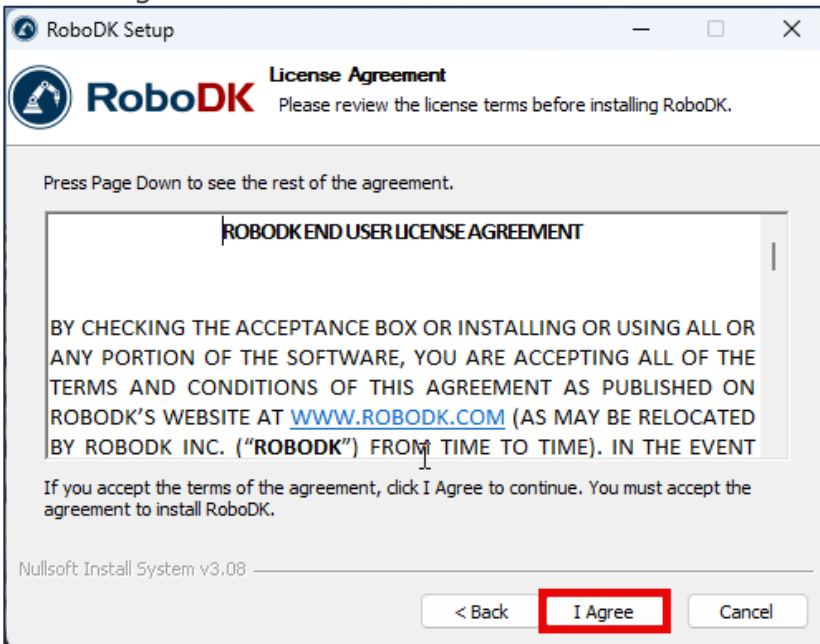 RoboDK Setup
RoboDK
License Agreement
Please review the license terms before installing RoboDK.
Press Page Down to see the rest of the agreement.
ROBODK END USER LICENSE AGREEMENT
BY CHECKING THE ACCEPTANCE BOX OR INSTALLING OR USING ALL OR
ANY PORTION OF THE SOFTWARE, YOU ARE ACCEPTING ALL OF THE
TERMS AND CONDITIONS OF THIS AGREEMENT AS PUBLISHED ON
ROBODK’S WEBSITE AT WWW.ROBODK.COM (AS MAY BE RELOCATED
BY ROBODK INC. (“ROBODK”) FROM TIME TO TIME). IN THE EVENT
If you accept the terms of the agreement, click I Agree to continue. You must accept the
agreement to install RoboDK.
Nullsoft Install System v3.08
< Back
I Agree
Cancel